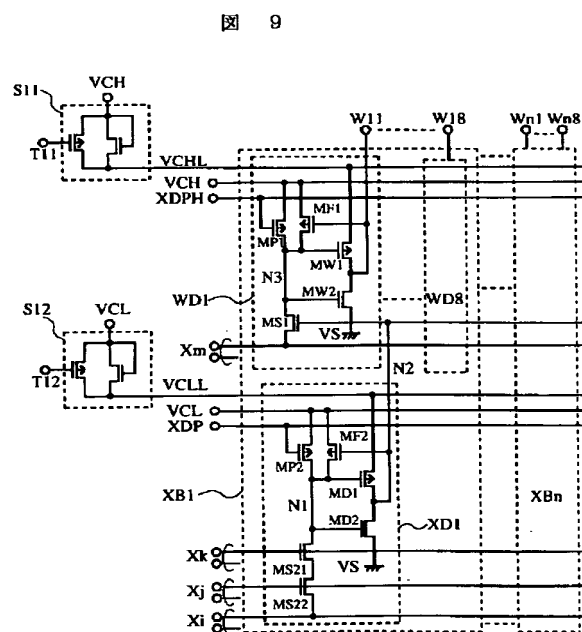 図 9
VCH
S11
T11
W11
W18
Wn1
Wn8
VCHL
VCH
XDPH
MF1
MP1
MW1
N3
MW2
WD1
WD8
MS1
VS
Xm
N2
VCL
S12
T12
VCLL
VCL
XDP
MF2
MP2
MD1
XB1
N1
MD2
XD1
XBn
Xk
MS21
VS
Xj
MS22
Xi